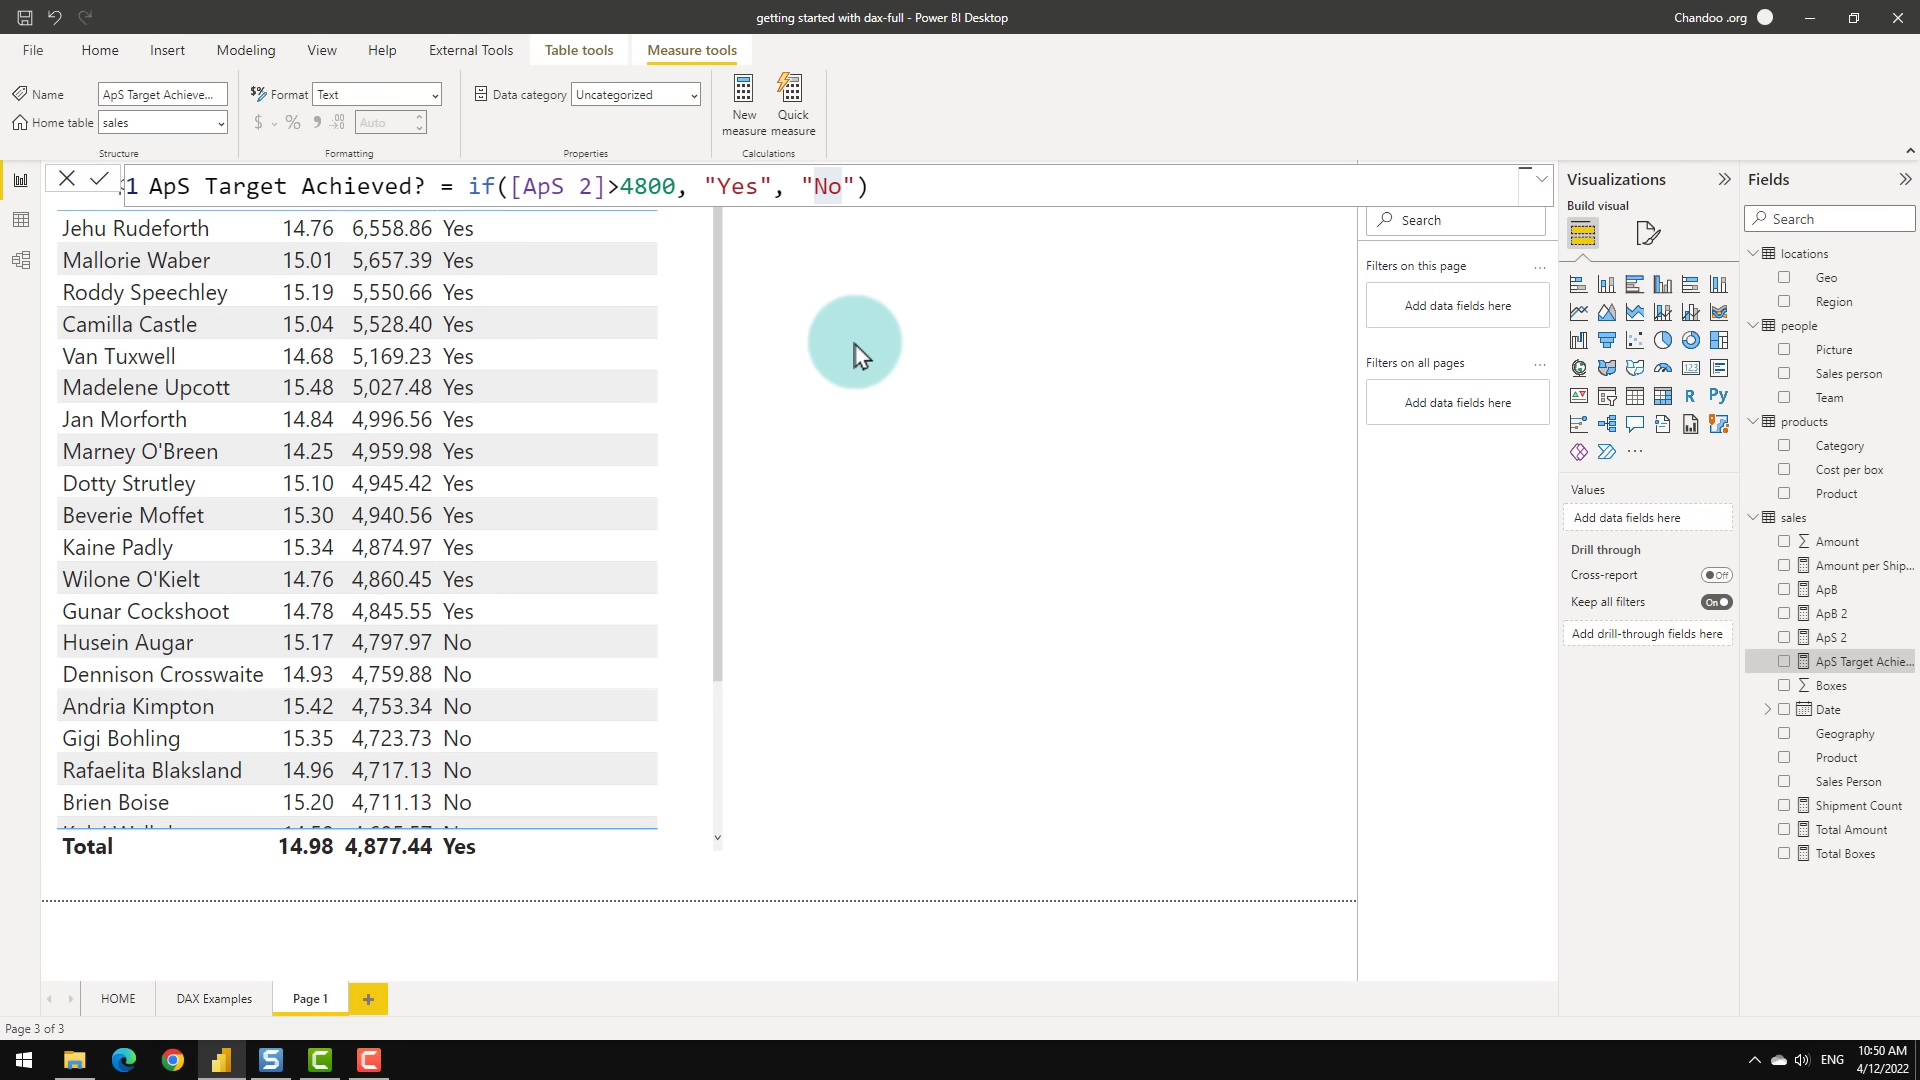 getting started with dax-full - Power BI Desktop
Chandoo .org
File Home Insert Modeling View Help External Tools Table tools Measure tools
Name ApS Target Achieve...
Home table sales
Structure
Format Text
$ % Auto
Formatting
Data category Uncategorized
Properties
New measure
Quick measure
Calculations
1 ApS Target Achieved? = if([ApS 2]>4800, "Yes", "No")
Jehu Rudeforth 14.76 6,558.86 Yes
Mallorie Waber 15.01 5,657.39 Yes
Roddy Speechley 15.19 5,550.66 Yes
Camilla Castle 15.04 5,528.40 Yes
Van Tuxwell 14.68 5,169.23 Yes
Madelene Upcott 15.48 5,027.48 Yes
Jan Morforth 14.84 4,996.56 Yes
Marney O'Breen 14.25 4,959.98 Yes
Dotty Strutley 15.10 4,945.42 Yes
Beverie Moffet 15.30 4,940.56 Yes
Kaine Padly 15.34 4,874.97 Yes
Wilone O'Kielt 14.76 4,860.45 Yes
Gunar Cockshoot 14.78 4,845.55 Yes
Husein Augar 15.17 4,797.97 No
Dennison Crosswaite 14.93 4,759.88 No
Andria Kimpton 15.42 4,753.34 No
Gigi Bohling 15.35 4,723.73 No
Rafaelita Blaksland 14.96 4,717.13 No
Brien Boise 15.20 4,711.13 No
Total 14.98 4,877.44 Yes
Search
Filters on this page ...
Add data fields here
Filters on all pages ...
Add data fields here
Visualizations
Build visual
R Py
...
Values
Add data fields here
Drill through
Cross-report Off
Keep all filters On
Add drill-through fields here
Fields
Search
locations
Geo
Region
people
Picture
Sales person
Team
products
Category
Cost per box
Product
sales
Amount
Amount per Ship...
ApB
ApB 2
ApS 2
ApS Target Achie...
Boxes
Date
Geography
Product
Sales Person
Shipment Count
Total Amount
Total Boxes
HOME DAX Examples Page 1 +
Page 3 of 3
ENG
10:50 AM
4/12/2022